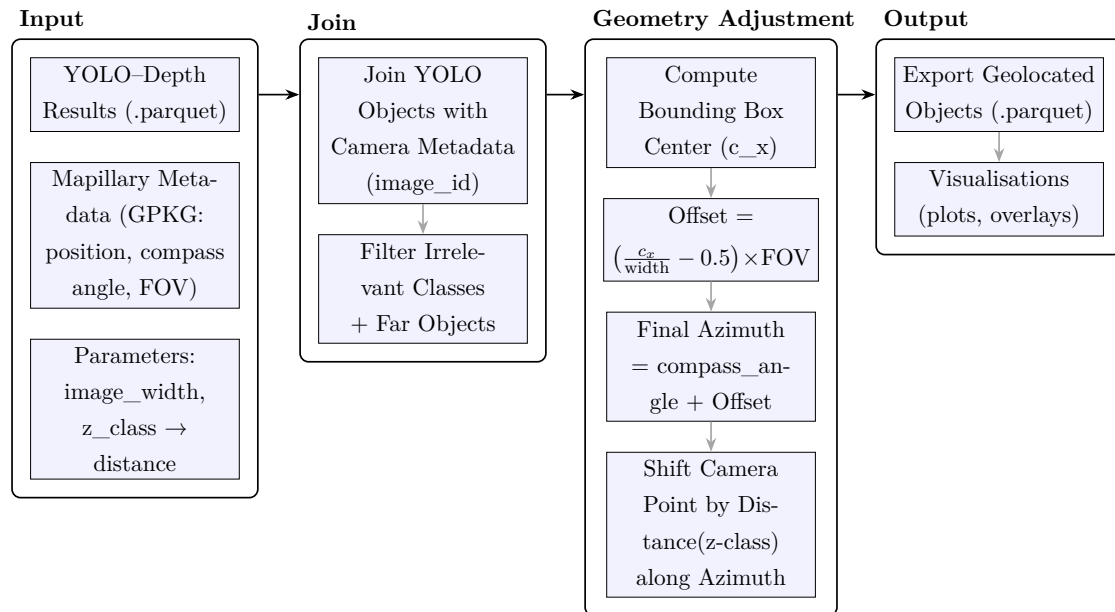 Input
YOLO–Depth
Results (.parquet)
Mapillary Meta-
data (GPKG:
position, compass
angle, FOV)
Parameters:
image_width,
z_class →
distance
Join
Join YOLO
Objects with
Camera Metadata
(image_id)
Filter Irrele-
vant Classes
+ Far Objects
Geometry Adjustment
Compute
Bounding Box
Center (c_x)
Offset =
(c_x/width − 0.5) × FOV
Final Azimuth
= compass_an-
gle + Offset
Shift Camera
Point by Dis-
tance(z-class)
along Azimuth
Output
Export Geolocated
Objects (.parquet)
Visualisations
(plots, overlays)